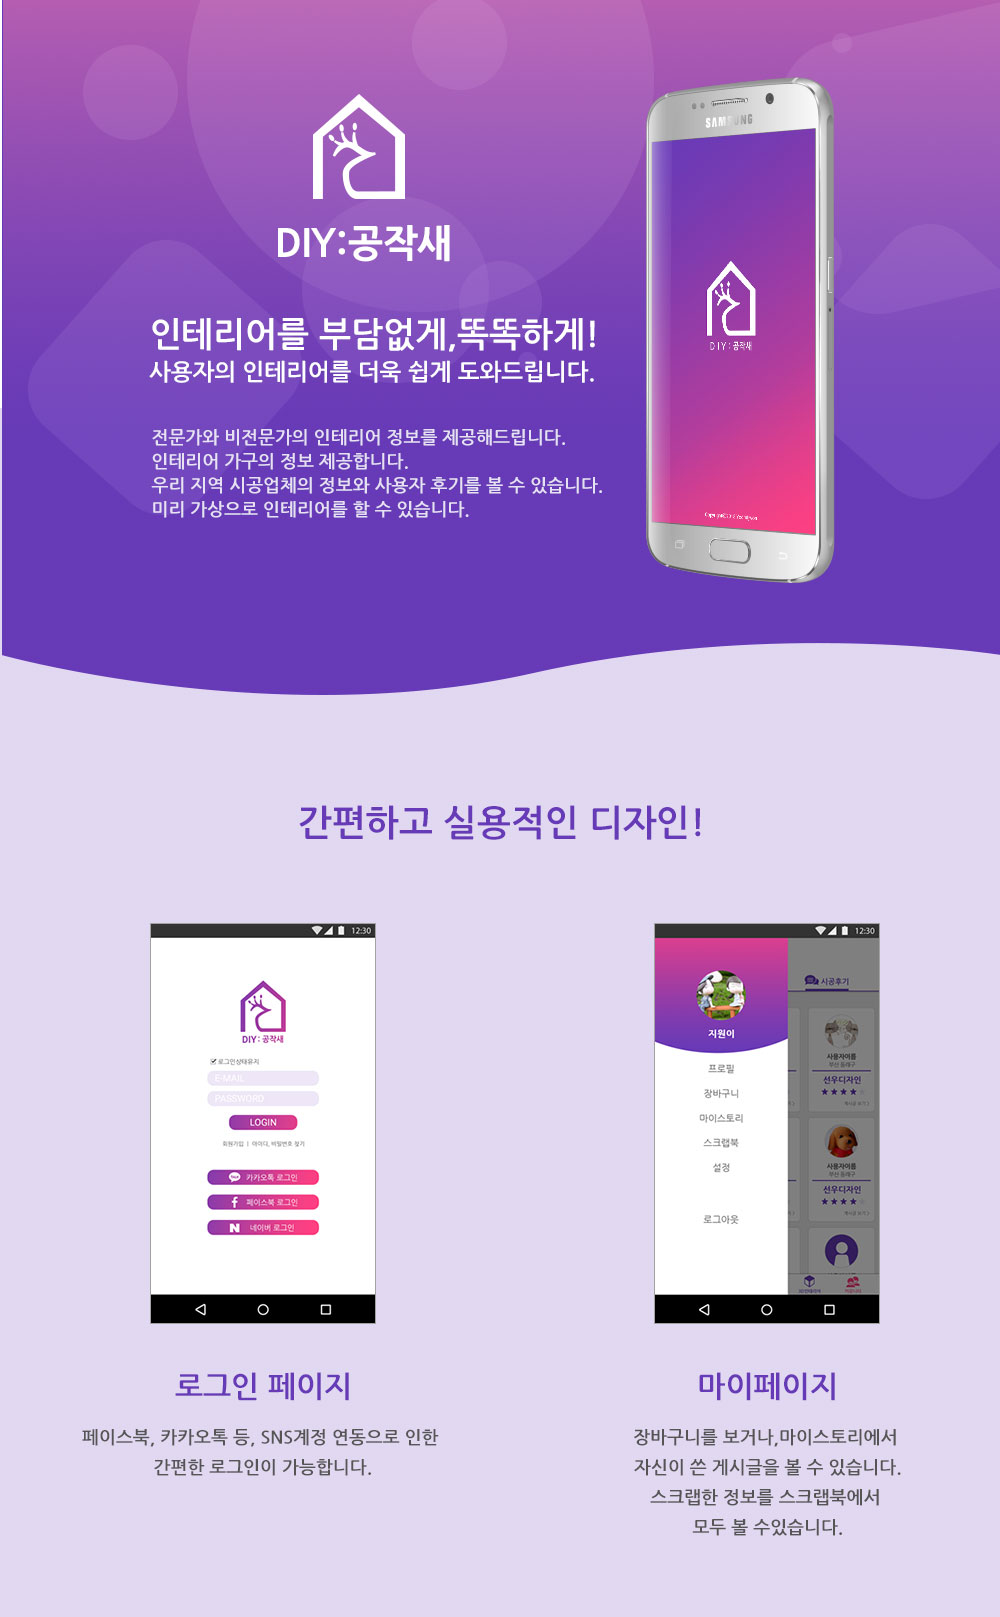 DIY:공작새
인테리어를 부담없게,똑똑하게!
사용자의 인테리어를 더욱 쉽게 도와드립니다.
전문가와 비전문가의 인테리어 정보를 제공해드립니다.
인테리어 가구의 정보 제공합니다.
우리 지역 시공업체의 정보와 사용자 후기를 볼 수 있습니다.
미리 가상으로 인테리어를 할 수 있습니다.
SAMSUNG
DIY:공작새
간편하고 실용적인 디자인!
12:30
DIY: 공작새
로그인상태유지
E-MAIL
PASSWORD
LOGIN
회원가입 | 아이디, 비밀번호 찾기
TALK 카카오톡 로그인
f 페이스북 로그인
N 네이버 로그인
12:30
지원이
프로필
장바구니
마이스토리
스크랩북
설정
로그아웃
시공후기
사용자이름
부산 동래구
선우디자인
사용자이름
부산 동래구
선우디자인
로그인 페이지
페이스북, 카카오톡 등, SNS계정 연동으로 인한
간편한 로그인이 가능합니다.
마이페이지
장바구니를 보거나,마이스토리에서
자신이 쓴 게시글을 볼 수 있습니다.
스크랩한 정보를 스크랩북에서
모두 볼 수있습니다.